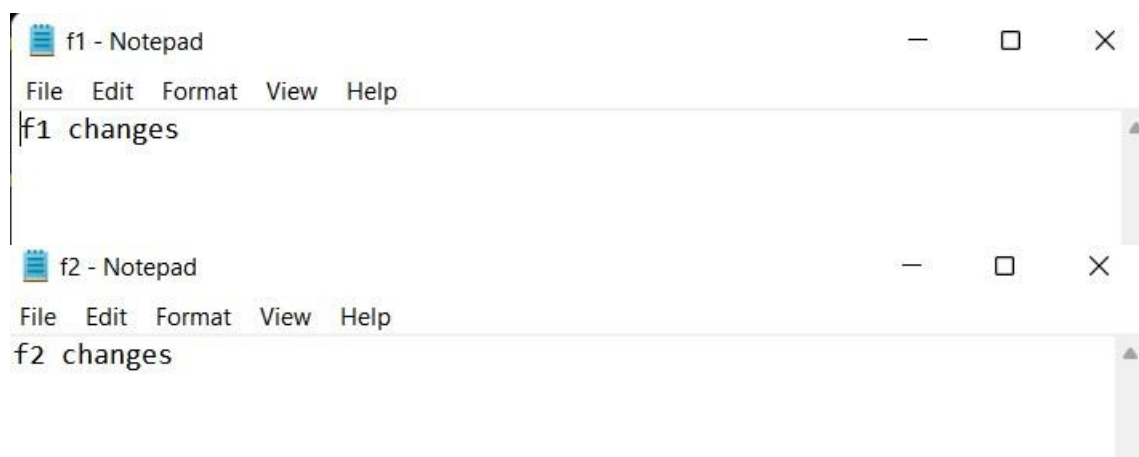 f1 - Notepad
File Edit Format View Help
f1 changes
f2 - Notepad
File Edit Format View Help
f2 changes